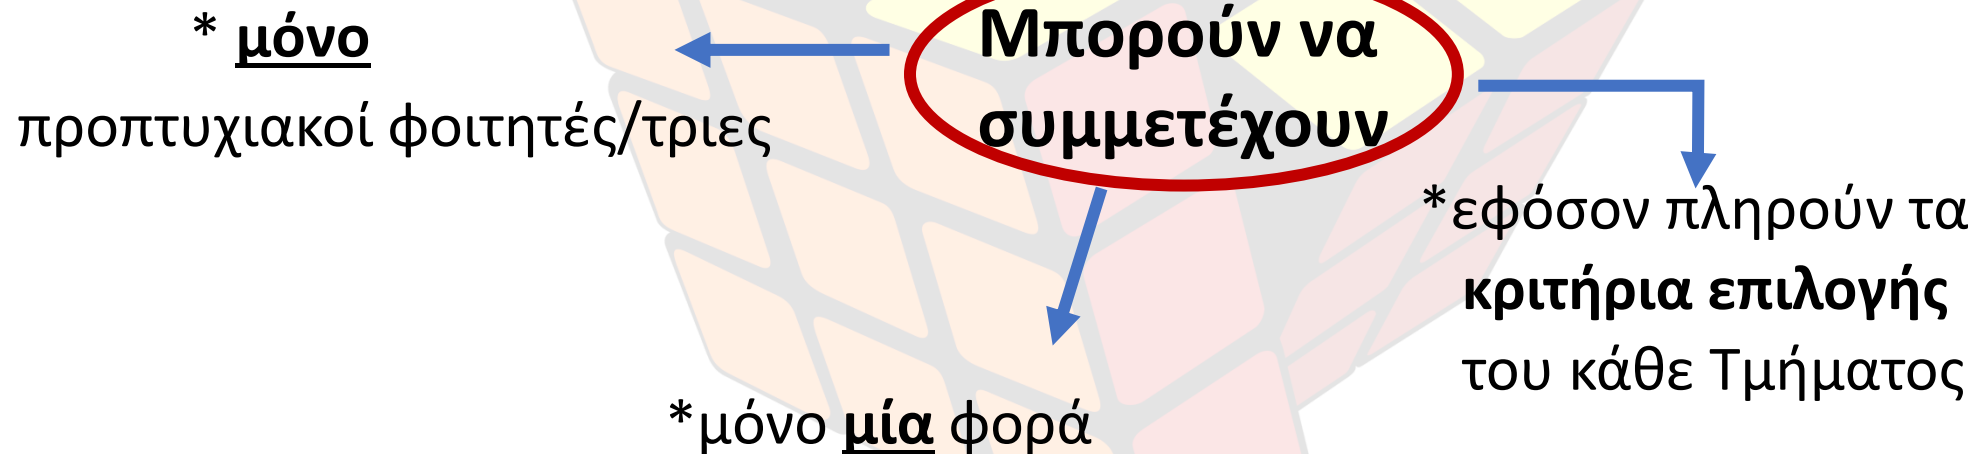 Μπορούν να
συμμετέχουν
* μόνο
προπτυχιακοί φοιτητές/τριες
*μόνο μία φορά
*εφόσον πληρούν τα
κριτήρια επιλογής
του κάθε Τμήματος